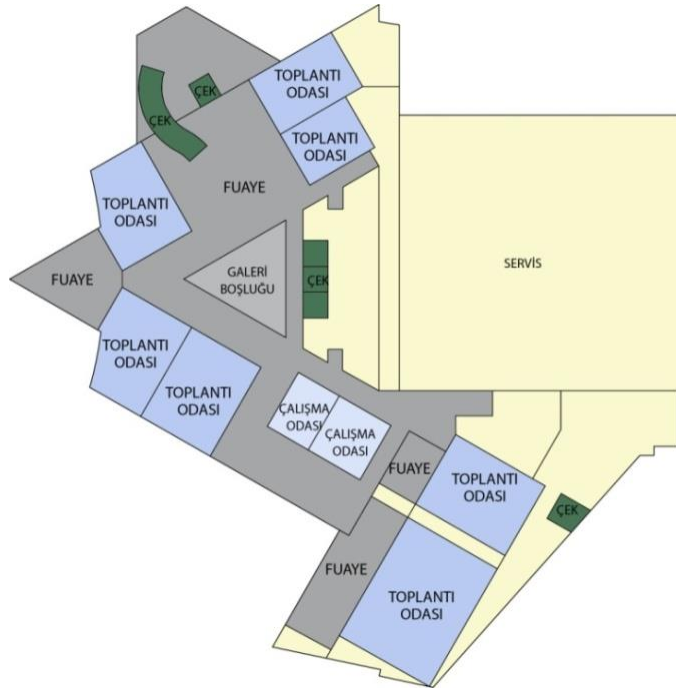 TOPLANTI
ODASI
ÇEK
ÇEK
TOPLANTI
ODASI
FUAYE
TOPLANTI
ODASI
FUAYE
GALERİ
BOŞLUĞU
ÇEK
SERVİS
TOPLANTI
ODASI
TOPLANTI
ODASI
ÇALIŞMA
ODASI
ÇALIŞMA
ODASI
FUAYE
TOPLANTI
ODASI
ÇEK
FUAYE
TOPLANTI
ODASI